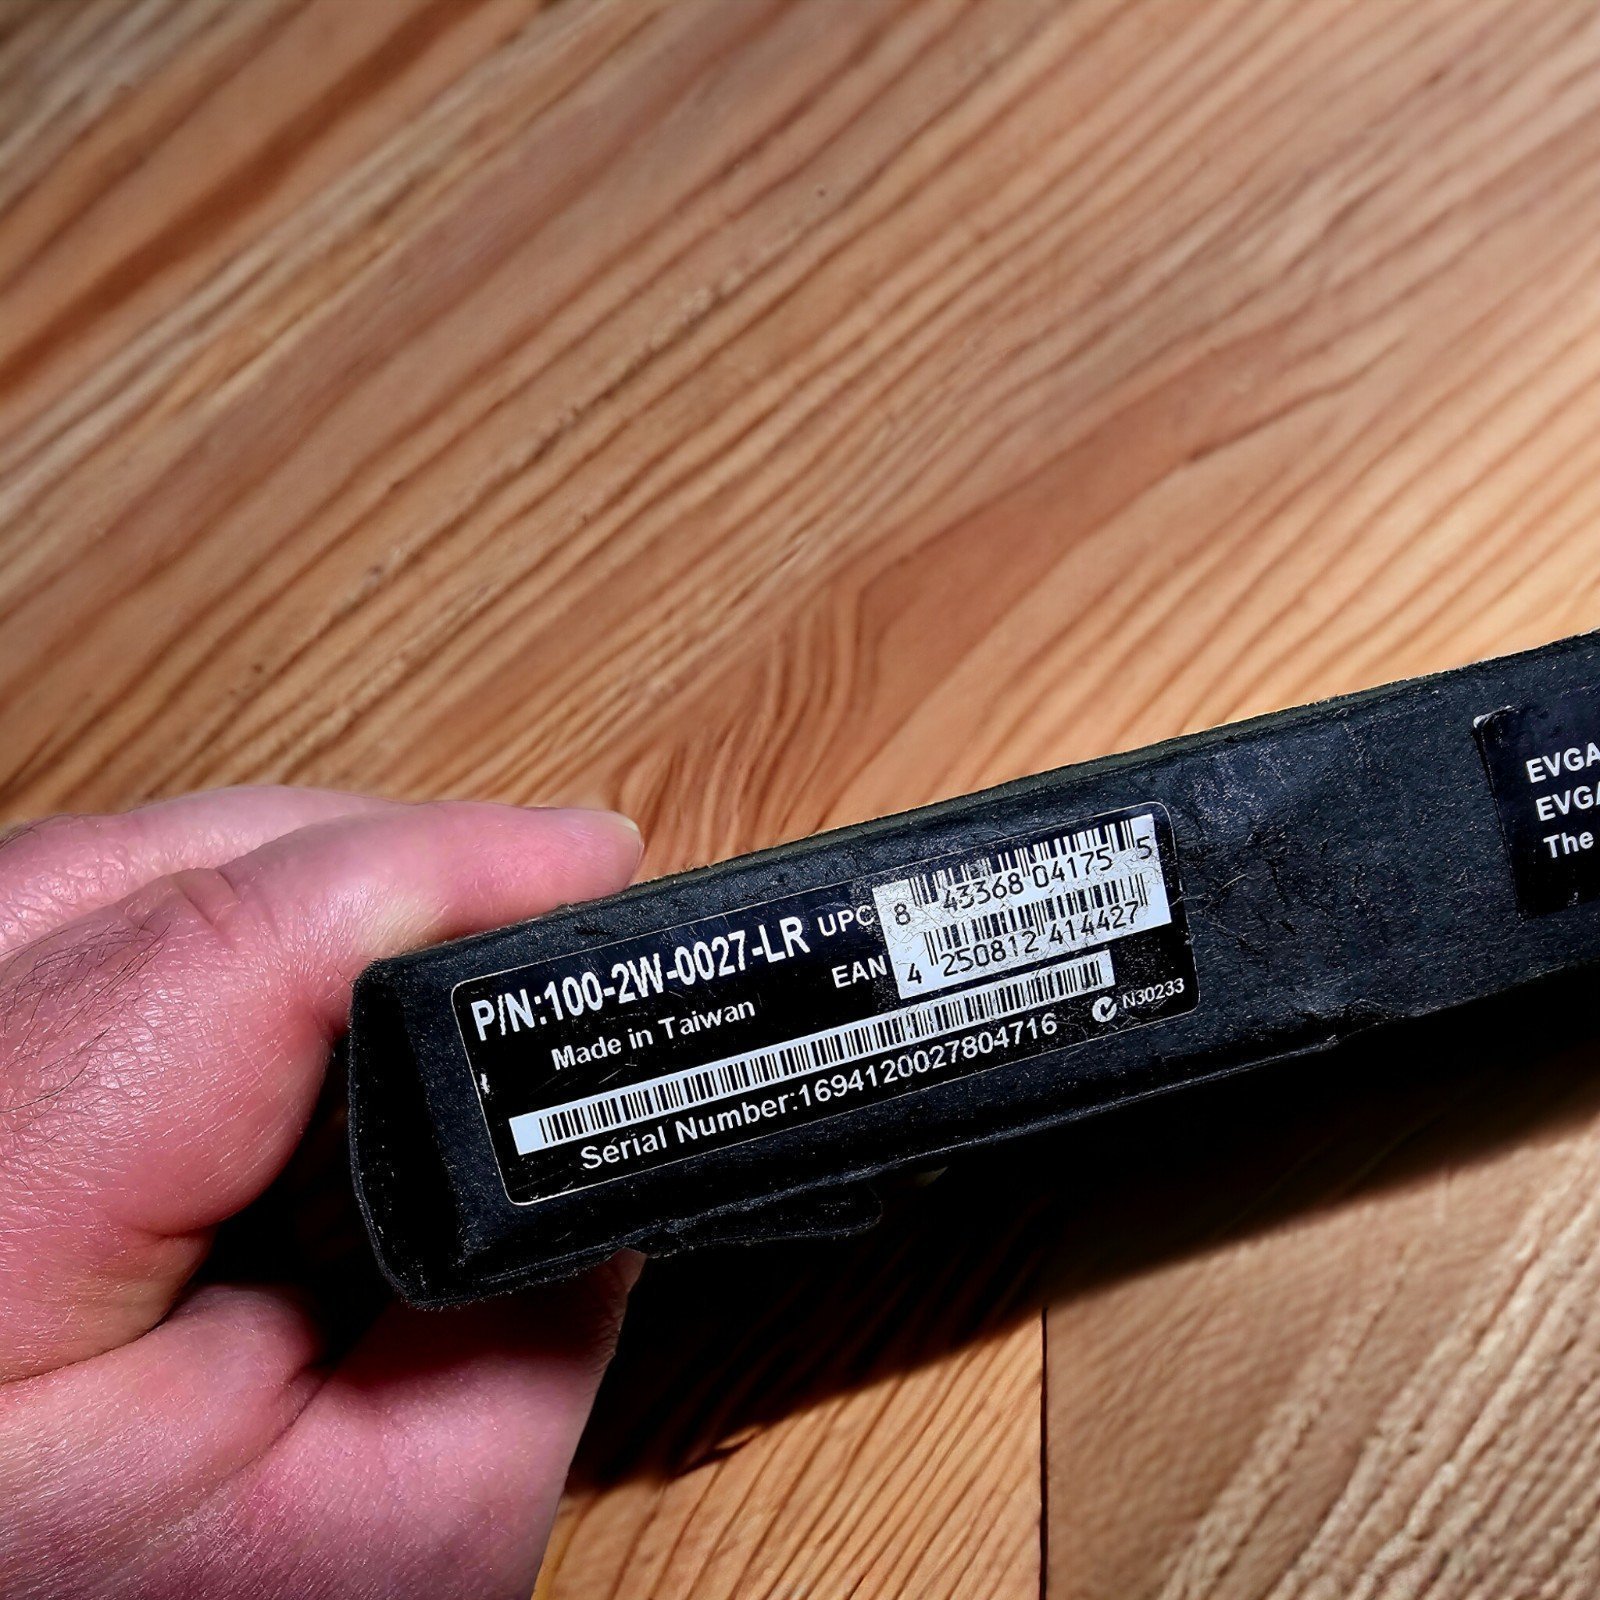 P/N:100-2W-0027-LR
Made in Taiwan
UPC
8 43368 04175 5
EAN
4 250812 414427
Serial Number:1694120027804716
N30233
EVGA
EVGA
The